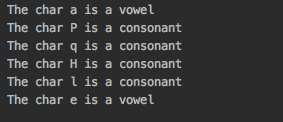 The char a is a vowel
The char P is a consonant
The char q is a consonant
The char H is a consonant
The char l is a consonant
The char e is a vowel